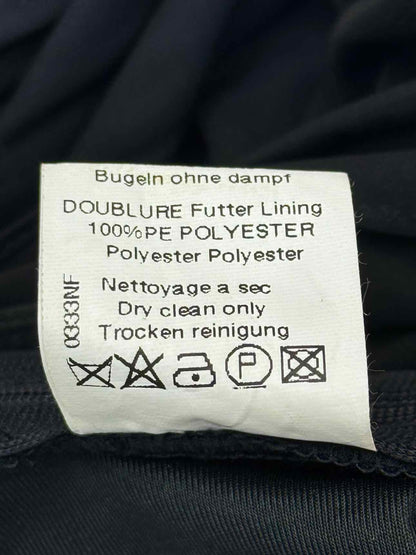 Bugeln ohne dampf
DOUBLURE Futter Lining
100%PE POLYESTER
Polyester Polyester
Nettoyage a sec
Dry clean only
Trocken reinigung
0333NF
P